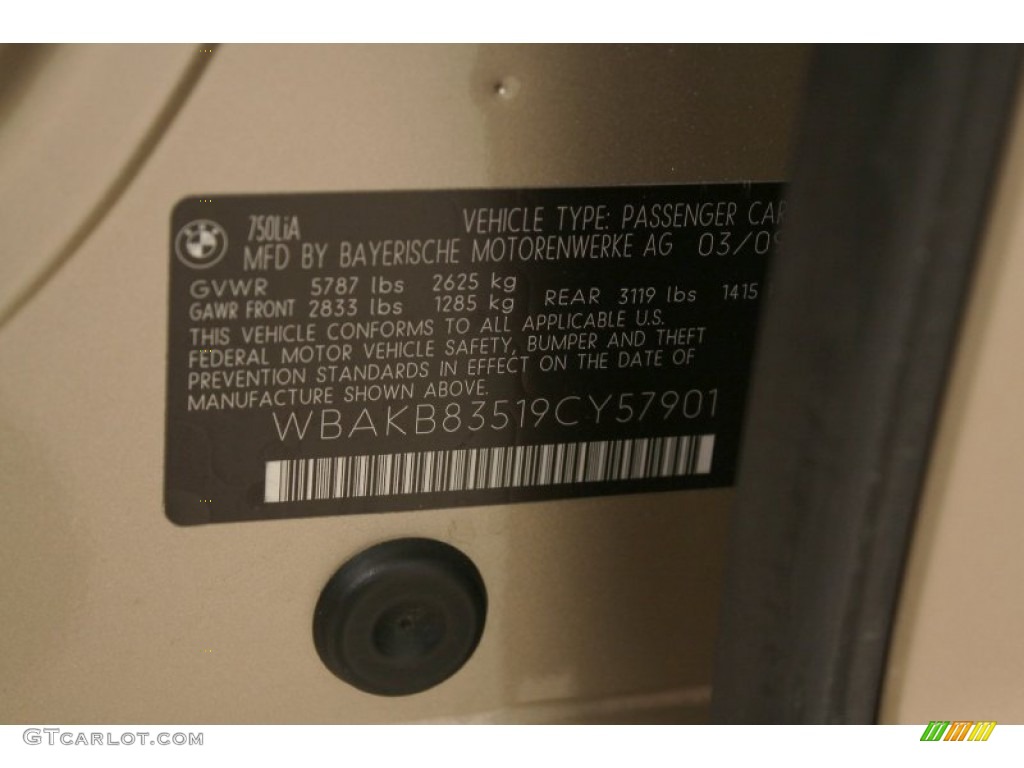 750LiA VEHICLE TYPE: PASSENGER CAR
MFD BY BAYERISCHE MOTORENWERKE AG 03/09
GVWR 5787 lbs 2625 kg
GAWR FRONT 2833 lbs 1285 kg REAR 3119 lbs 1415
THIS VEHICLE CONFORMS TO ALL APPLICABLE U.S.
FEDERAL MOTOR VEHICLE SAFETY, BUMPER AND THEFT
PREVENTION STANDARDS IN EFFECT ON THE DATE OF
MANUFACTURE SHOWN ABOVE.
WBAKB83519CY57901
GTCARLOT.COM